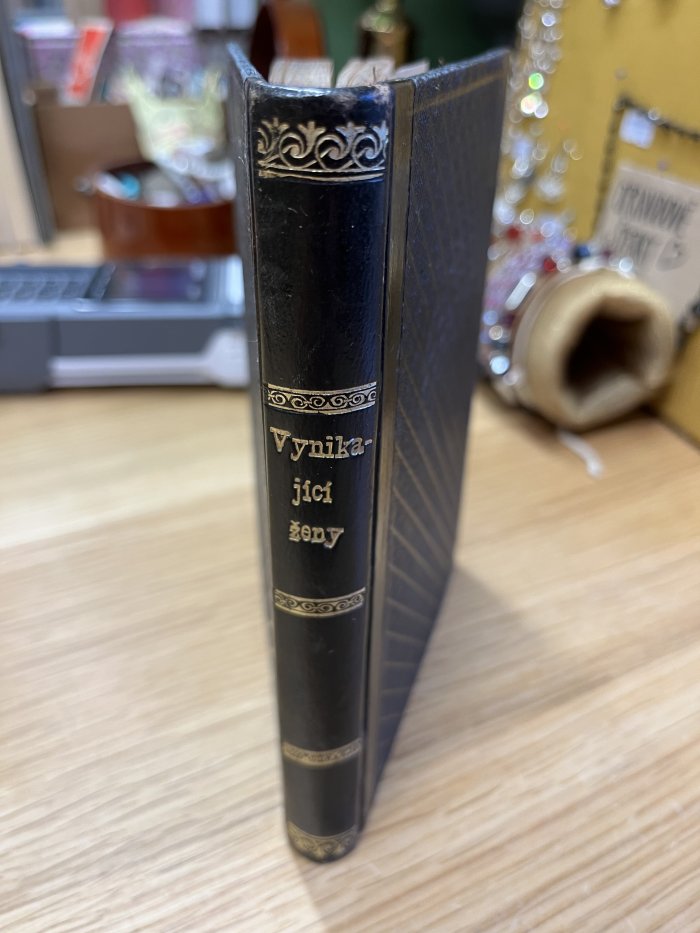 Vynika-
jící
ženy